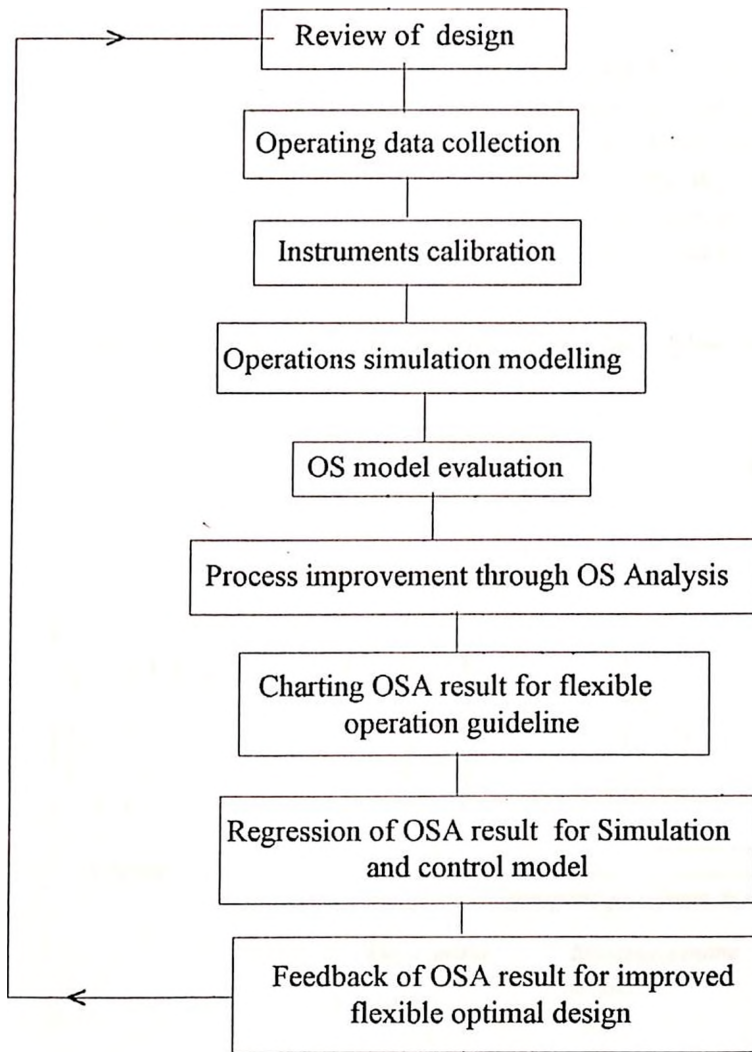 Review of design
Operating data collection
Instruments calibration
Operations simulation modelling
OS model evaluation
Process improvement through OS Analysis
Charting OSA result for flexible
operation guideline
Regression of OSA result for Simulation
and control model
Feedback of OSA result for improved
flexible optimal design